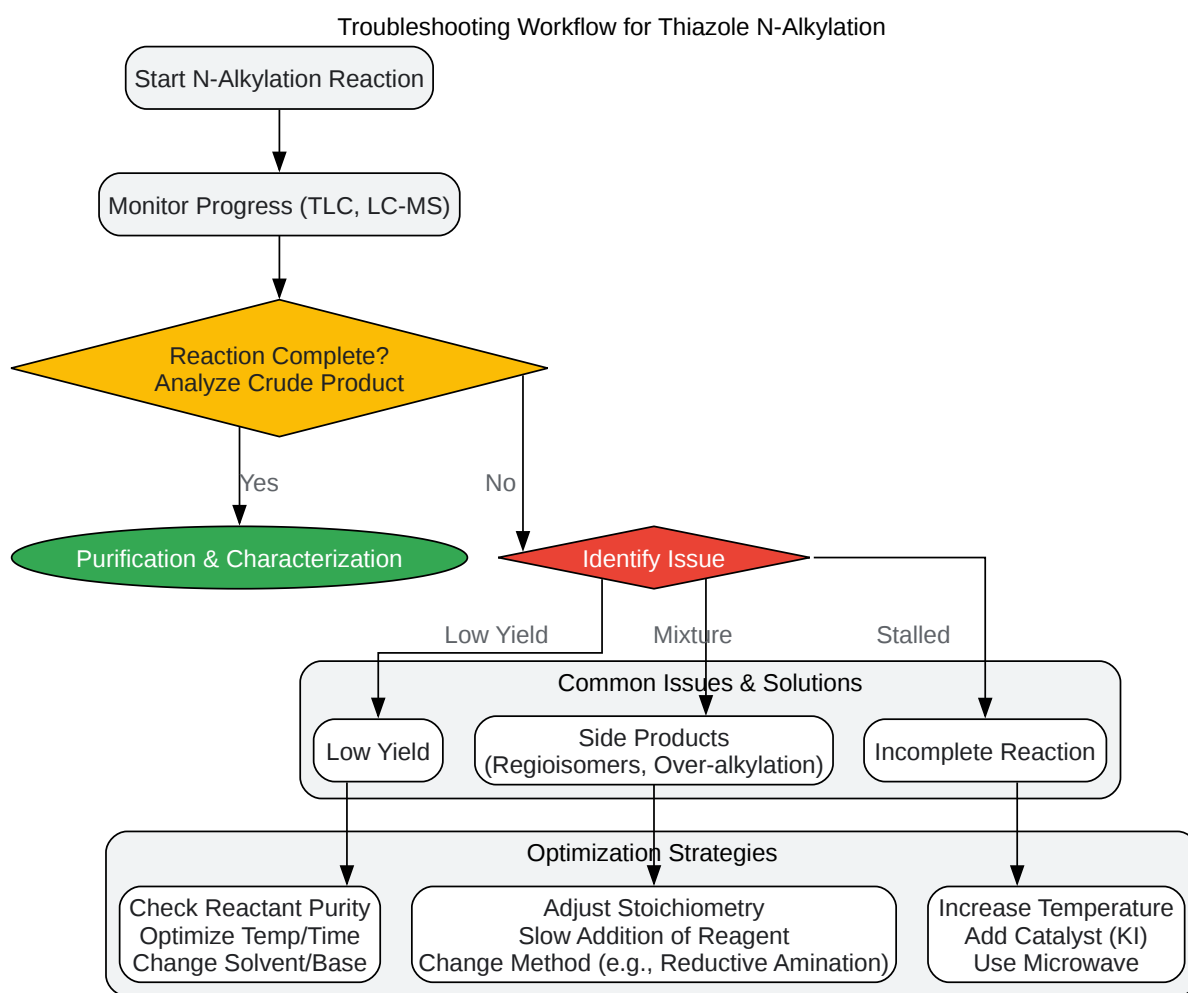 Troubleshooting Workflow for Thiazole N-Alkylation
Start N-Alkylation Reaction
Monitor Progress (TLC, LC-MS)
Reaction Complete?
Analyze Crude Product
Yes
No
Purification & Characterization
Identify Issue
Low Yield
Mixture
Stalled
Common Issues & Solutions
Low Yield
Side Products
(Regioisomers, Over-alkylation)
Incomplete Reaction
Optimization Strategies
Check Reactant Purity
Optimize Temp/Time
Change Solvent/Base
Adjust Stoichiometry
Slow Addition of Reagent
Change Method (e.g., Reductive Amination)
Increase Temperature
Add Catalyst (KI)
Use Microwave